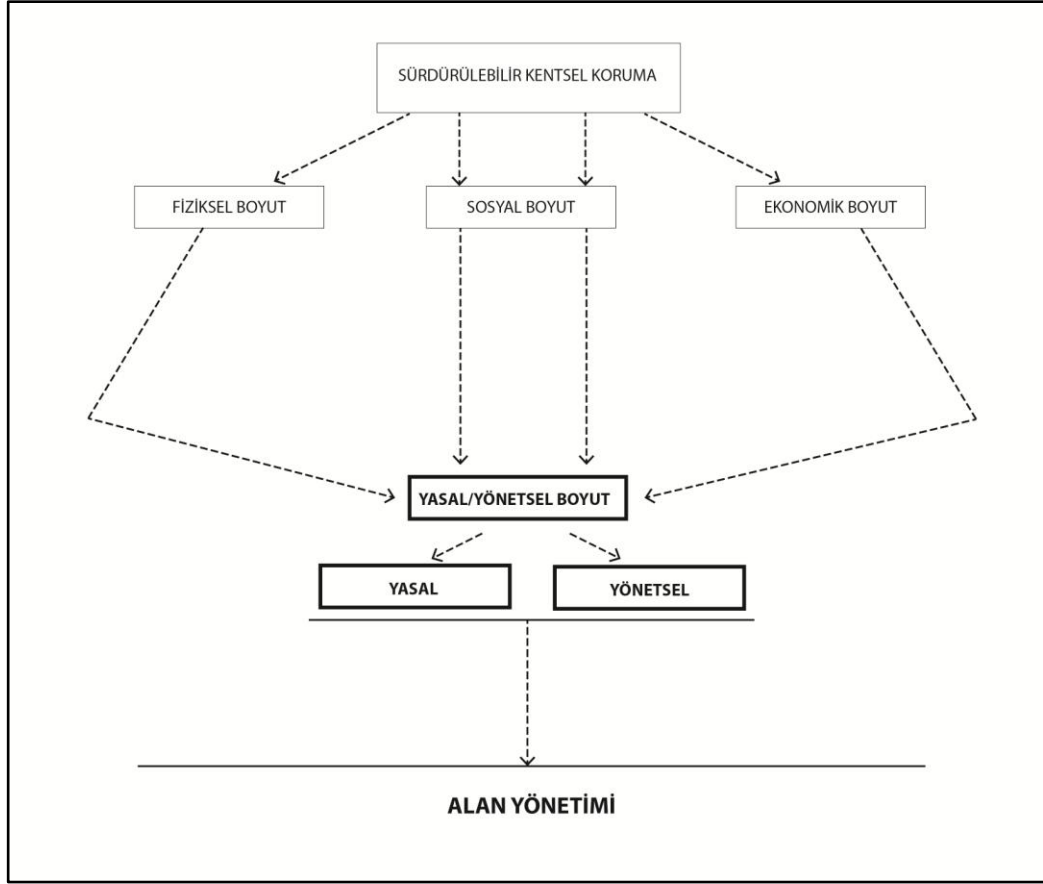 SÜRDÜRÜLEBİLİR KENTSEL KORUMA
FİZİKSEL BOYUT
SOSYAL BOYUT
EKONOMİK BOYUT
YASAL/YÖNETSEL BOYUT
YASAL
YÖNETSEL
ALAN YÖNETİMİ